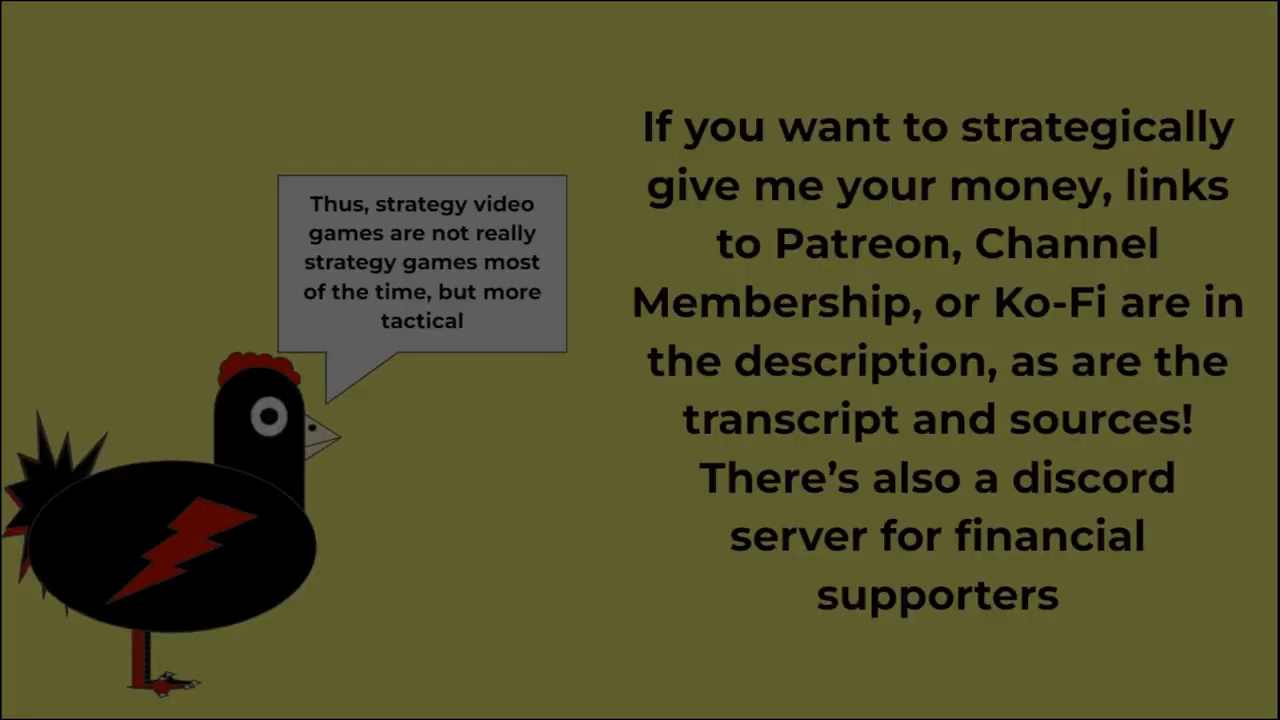 Thus, strategy video
games are not really
strategy games most
of the time, but more
tactical
If you want to strategically
give me your money, links
to Patreon, Channel
Membership, or Ko-Fi are in
the description, as are the
transcript and sources!
There’s also a discord
server for financial
supporters